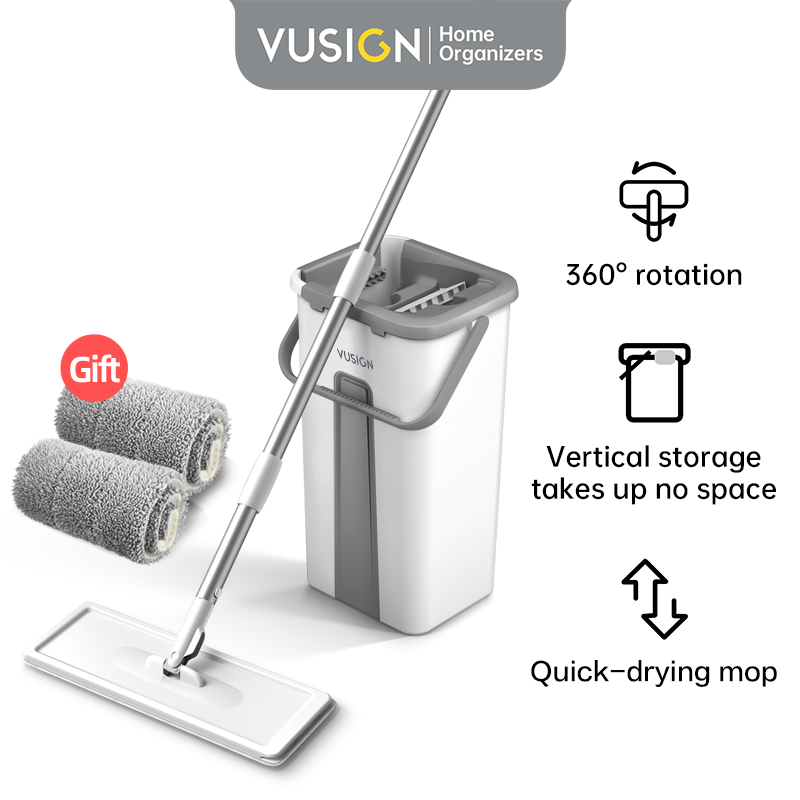 VUSIGN
Home
Organizers
360° rotation
VUSIGN
Gift
Vertical storage
takes up no space
Quick-drying mop